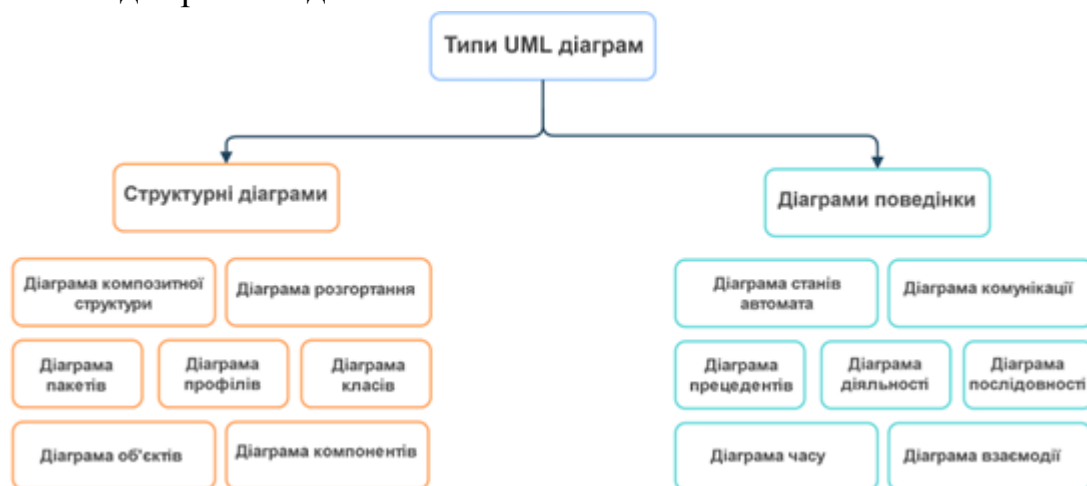 Типи UML діаграм
Структурні діаграми
Діаграми поведінки
Діаграма композитної
структури
Діаграма розгортання
Діаграма станів
автомата
Діаграма комунікації
Діаграма
пакетів
Діаграма
профілів
Діаграма
класів
Діаграма
прецедентів
Діаграма
діяльності
Діаграма
послідовності
Діаграма об'єктів
Діаграма компонентів
Діаграма часу
Діаграма взаємодії